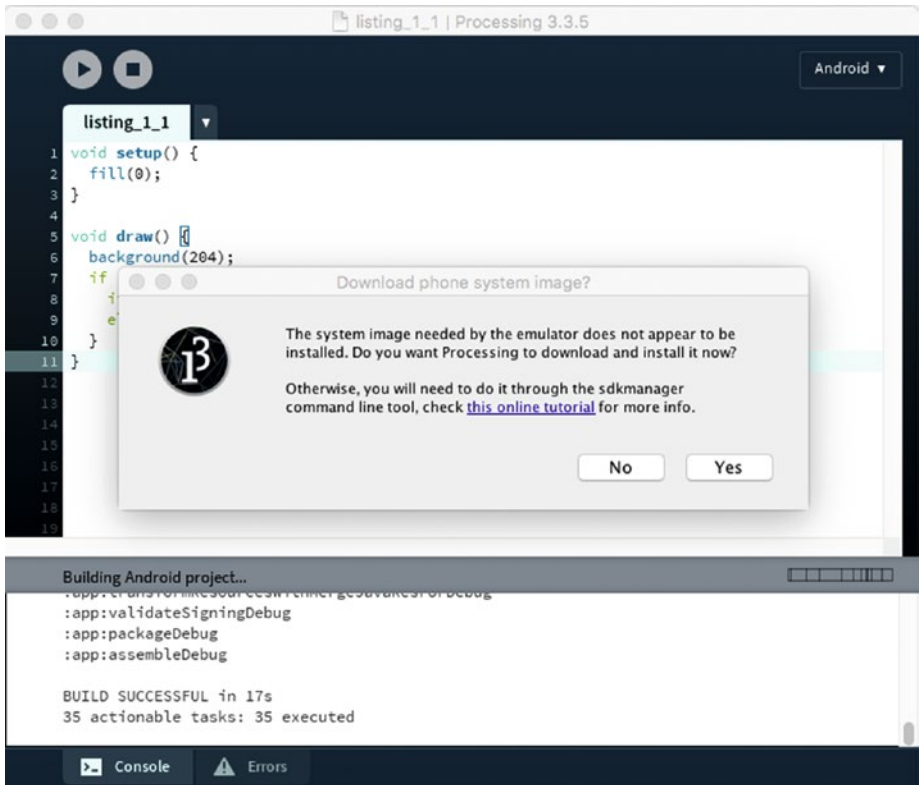 listing_1_1 | Processing 3.3.5
Android ▼
listing_1_1 ▼
1 void setup() {
2 fill(0);
3 }
4
5 void draw() {
6 background(204);
7 if
8
9
10 }
11 }
12
13
14
15
16
17
18
19
Download phone system image?
The system image needed by the emulator does not appear to be
installed. Do you want Processing to download and install it now?
Otherwise, you will need to do it through the sdkmanager
command line tool, check this online tutorial for more info.
No Yes
Building Android project...
:app:validateSigningDebug
:app:packageDebug
:app:assembleDebug
BUILD SUCCESSFUL in 17s
35 actionable tasks: 35 executed
Console Errors